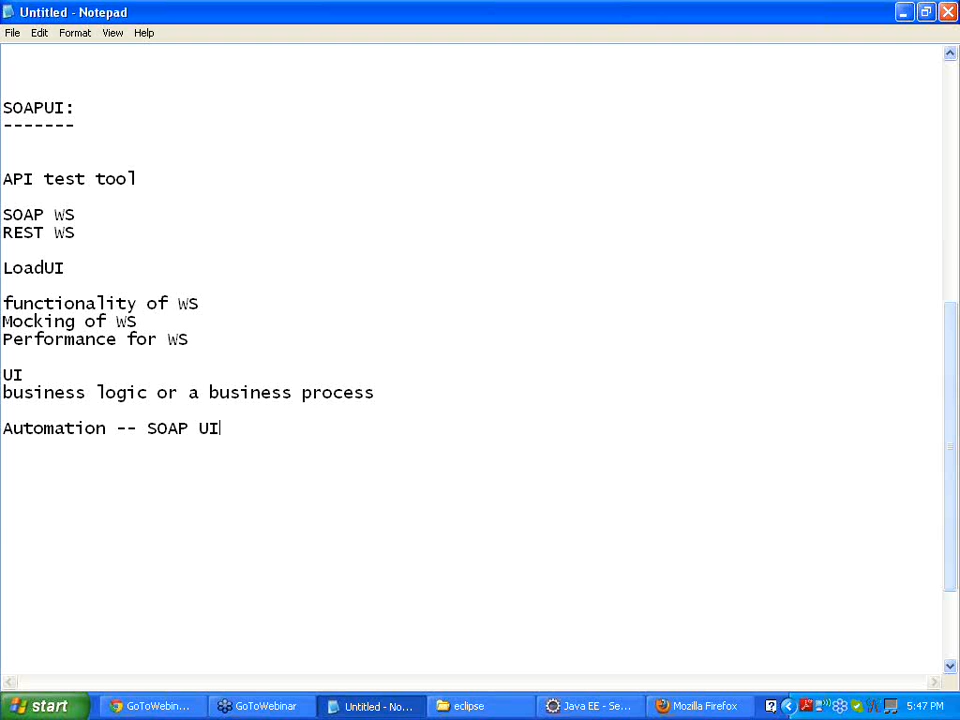 Untitled - Notepad
File Edit Format View Help
SOAPUI:
-------
API test tool
SOAP WS
REST WS
LoadUI
functionality of WS
Mocking of WS
Performance for WS
UI
business logic or a business process
Automation -- SOAP UI
start GoToWebin... GoToWebinar Untitled - No... eclipse Java EE - Se... Mozilla Firefox 5:47 PM